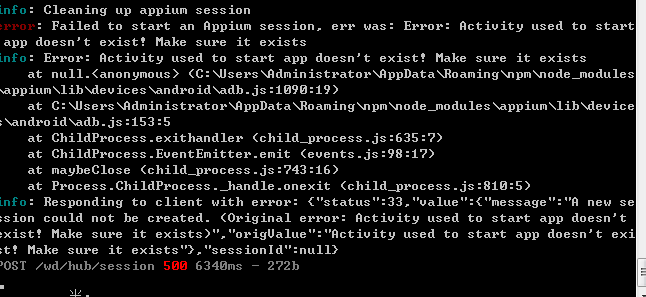 info: Cleaning up appium session
error: Failed to start an Appium session, err was: Error: Activity used to start
 app doesn't exist! Make sure it exists
info: Error: Activity used to start app doesn't exist! Make sure it exists
    at null.<anonymous> (C:\Users\Administrator\AppData\Roaming\npm\node_modules
\appium\lib\devices\android\adb.js:1090:19)
    at C:\Users\Administrator\AppData\Roaming\npm\node_modules\appium\lib\device
s\android\adb.js:153:5
    at ChildProcess.exithandler (child_process.js:635:7)
    at ChildProcess.EventEmitter.emit (events.js:98:17)
    at maybeClose (child_process.js:743:16)
    at Process.ChildProcess._handle.onexit (child_process.js:810:5)
info: Responding to client with error: {"status":33,"value":{"message":"A new se
ssion could not be created. (Original error: Activity used to start app doesn't
exist! Make sure it exists)","origValue":"Activity used to start app doesn't exi
st! Make sure it exists"},"sessionId":null}
POST /wd/hub/session 500 6340ms - 272b